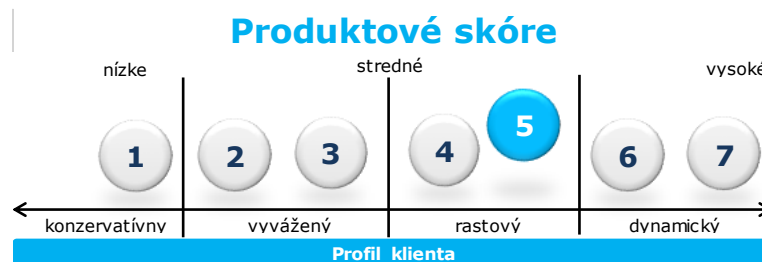 Produktové skóre
nízke stredné vysoké
1 2 3 4 5 6 7
konzervatívny vyvážený rastový dynamický
Profil klienta